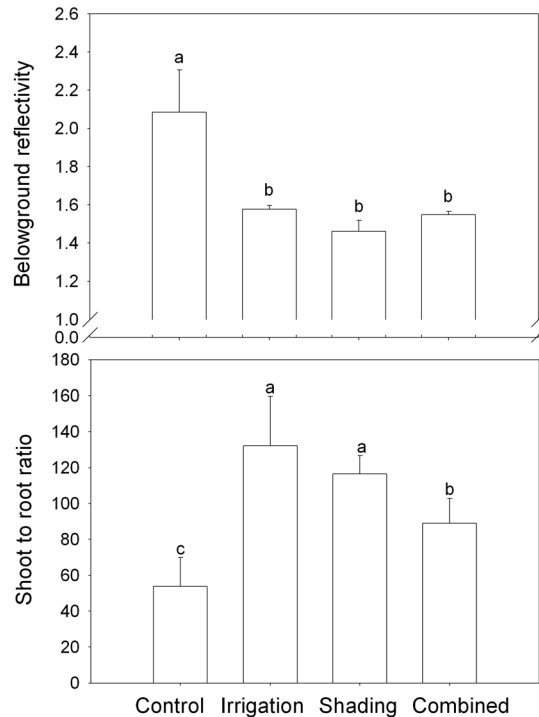 Belowground reflectivity
2.6
2.4
2.2
2.0
1.8
1.6
1.4
1.2
1.0
0.0
a
b
b
b
Shoot to root ratio
180
160
140
120
100
80
60
40
20
0
c
a
a
b
Control Irrigation Shading Combined